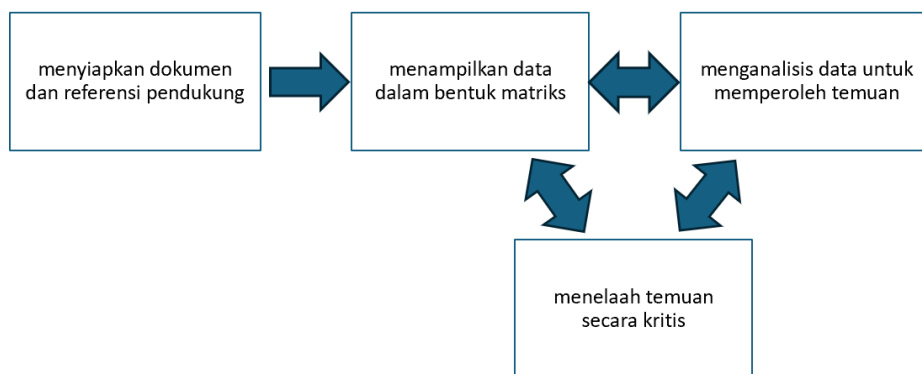 menyiapkan dokumen
dan referensi pendukung
menampilkan data
dalam bentuk matriks
menganalisis data untuk
memperoleh temuan
menelaah temuan
secara kritis